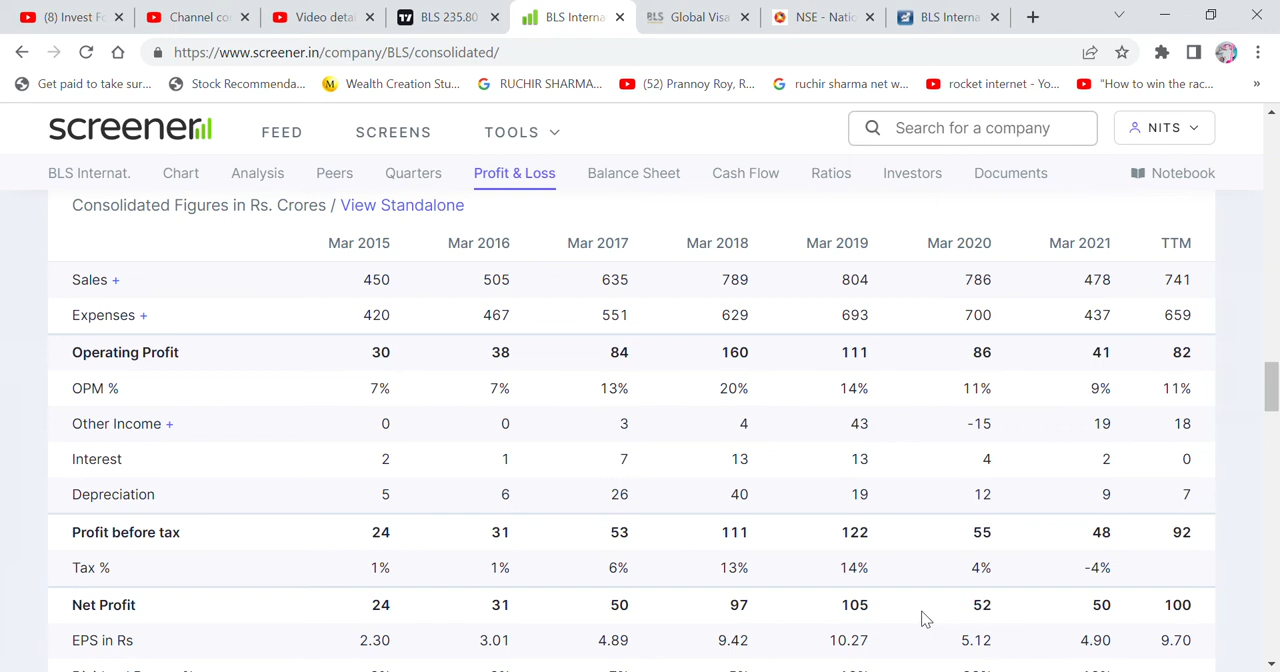 (8) Invest Fo
Channel co
Video detai
BLS 235.80
BLS Interna
BLS Global Visa
NSE - Natio
BLS Interna
https://www.screener.in/company/BLS/consolidated/
Get paid to take sur... Stock Recommenda... M Wealth Creation Stu... RUCHIR SHARMA... (52) Prannoy Roy, R... ruchir sharma net w... rocket internet - Yo... "How to win the rac... »
screener FEED SCREENS TOOLS Search for a company NITS
BLS Internat. Chart Analysis Peers Quarters Profit & Loss Balance Sheet Cash Flow Ratios Investors Documents Notebook
Consolidated Figures in Rs. Crores / View Standalone
Mar 2015 Mar 2016 Mar 2017 Mar 2018 Mar 2019 Mar 2020 Mar 2021 TTM
Sales + 450 505 635 789 804 786 478 741
Expenses + 420 467 551 629 693 700 437 659
Operating Profit 30 38 84 160 111 86 41 82
OPM % 7% 7% 13% 20% 14% 11% 9% 11%
Other Income + 0 0 3 4 43 -15 19 18
Interest 2 1 7 13 13 4 2 0
Depreciation 5 6 26 40 19 12 9 7
Profit before tax 24 31 53 111 122 55 48 92
Tax % 1% 1% 6% 13% 14% 4% -4%
Net Profit 24 31 50 97 105 52 50 100
EPS in Rs 2.30 3.01 4.89 9.42 10.27 5.12 4.90 9.70